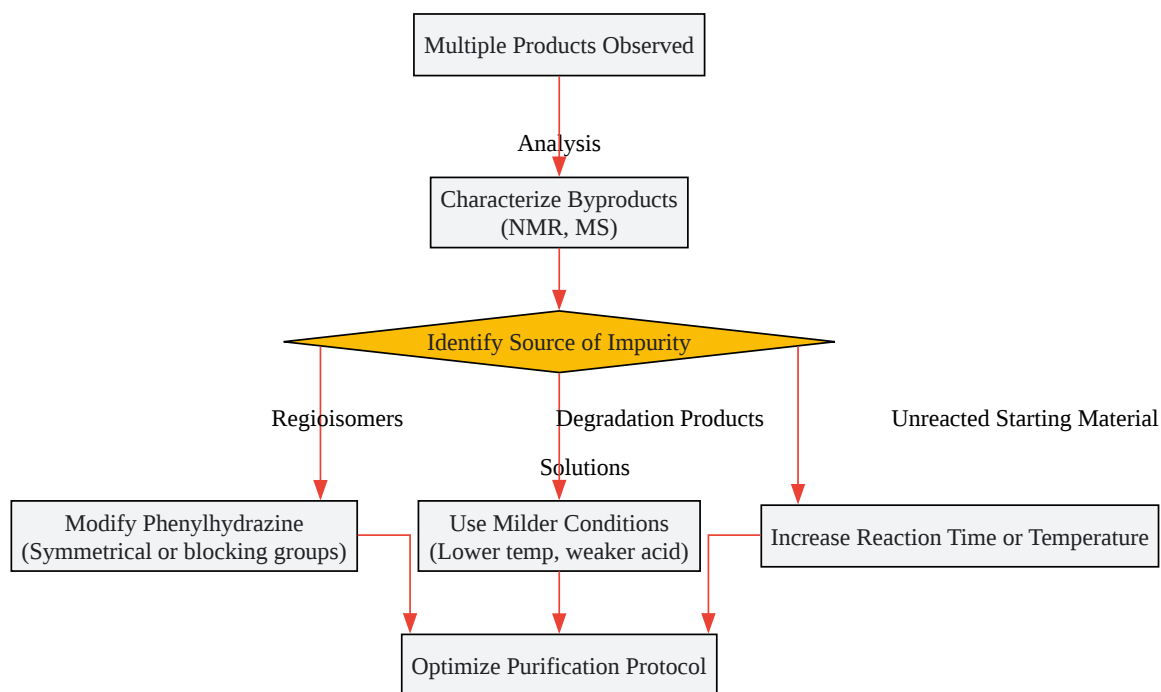 Multiple Products Observed
Analysis
Characterize Byproducts
(NMR, MS)
Identify Source of Impurity
Regioisomers
Degradation Products
Unreacted Starting Material
Solutions
Modify Phenylhydrazine
(Symmetrical or blocking groups)
Use Milder Conditions
(Lower temp, weaker acid)
Increase Reaction Time or Temperature
Optimize Purification Protocol